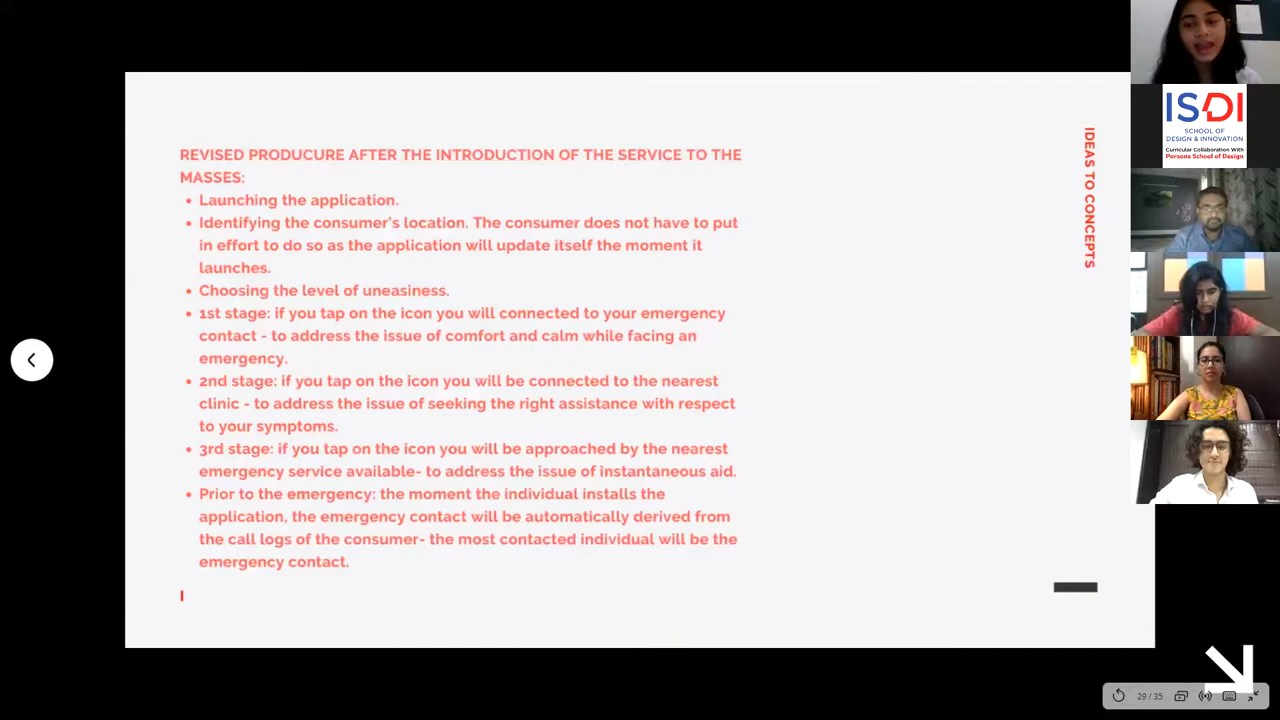 REVISED PRODUCURE AFTER THE INTRODUCTION OF THE SERVICE TO THE
MASSES:
• Launching the application.
• Identifying the consumer's location. The consumer does not have to put
in effort to do so as the application will update itself the moment it
launches.
• Choosing the level of uneasiness.
• 1st stage: if you tap on the icon you will connected to your emergency
contact - to address the issue of comfort and calm while facing an
emergency.
• 2nd stage: if you tap on the icon you will be connected to the nearest
clinic - to address the issue of seeking the right assistance with respect
to your symptoms.
• 3rd stage: if you tap on the icon you will be approached by the nearest
emergency service available- to address the issue of instantaneous aid.
• Prior to the emergency: the moment the individual installs the
application, the emergency contact will be automatically derived from
the call logs of the consumer- the most contacted individual will be the
emergency contact.
I
IDEAS TO CONCEPTS
ISDI
SCHOOL OF
DESIGN & INNOVATION
Curricular Collaboration With
Parsons School of Design
29 / 35